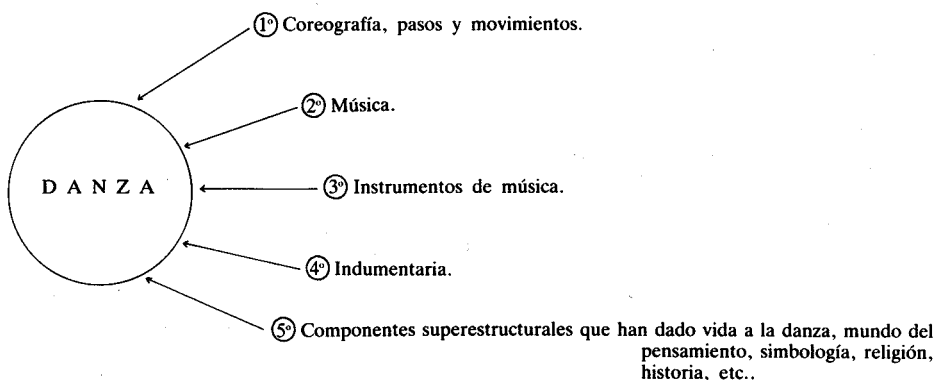 1º Coreografía, pasos y movimientos.
2º Música.
DANZA
3º Instrumentos de música.
4º Indumentaria.
5º Componentes superestructurales que han dado vida a la danza, mundo del
pensamiento, simbología, religión,
historia, etc..